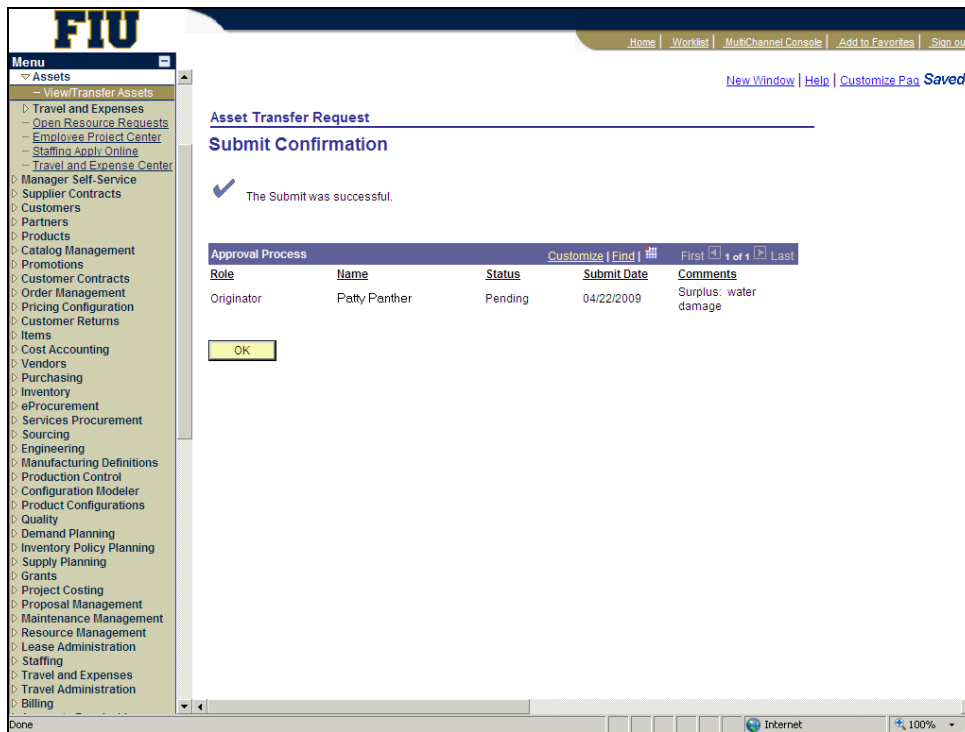 FIU
Home | Worklist | MultiChannel Console | Add to Favorites | Sign ou
Menu
Assets
View/Transfer Assets
Travel and Expenses
Open Resource Requests
Employee Project Center
Staffing Apply Online
Travel and Expense Center
Manager Self-Service
Supplier Contracts
Customers
Partners
Products
Catalog Management
Promotions
Customer Contracts
Order Management
Pricing Configuration
Customer Returns
Items
Cost Accounting
Vendors
Purchasing
Inventory
eProcurement
Services Procurement
Sourcing
Engineering
Manufacturing Definitions
Production Control
Configuration Modeler
Product Configurations
Quality
Demand Planning
Inventory Policy Planning
Supply Planning
Grants
Project Costing
Proposal Management
Maintenance Management
Resource Management
Lease Administration
Staffing
Travel and Expenses
Travel Administration
Billing
New Window | Help | Customize Pag Saved
Asset Transfer Request
Submit Confirmation
The Submit was successful.
Approval Process Customize | Find | First 1 of 1 Last
Role Name Status Submit Date Comments
Originator Patty Panther Pending 04/22/2009 Surplus: water
damage
OK
Done Internet 100%